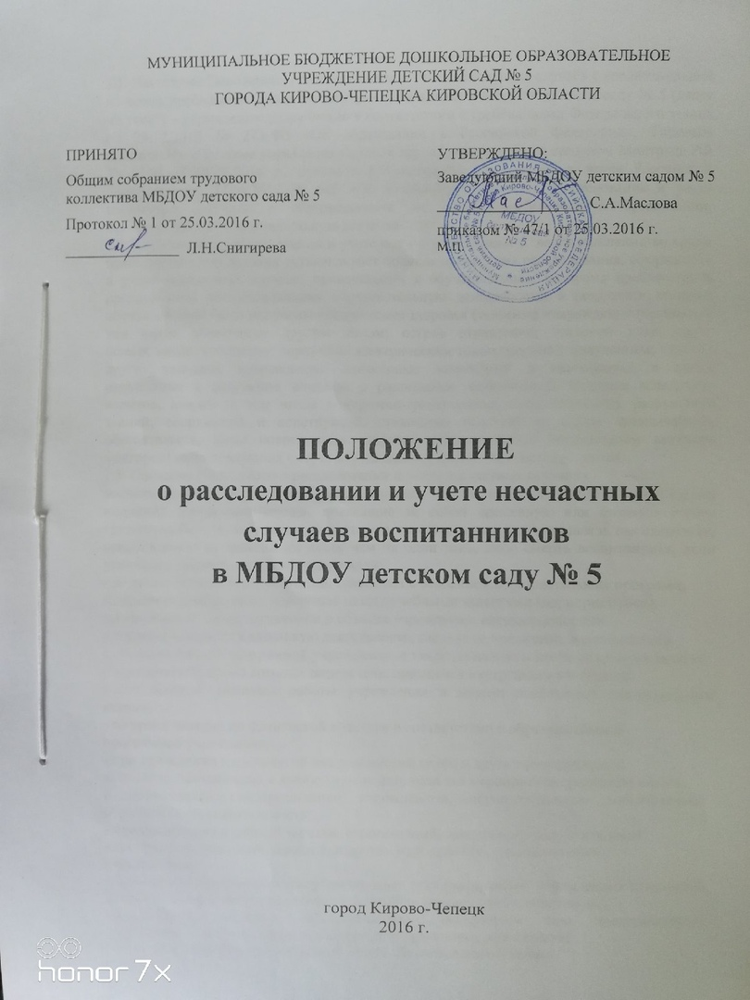 МУНИЦИПАЛЬНОЕ БЮДЖЕТНОЕ ДОШКОЛЬНОЕ ОБРАЗОВАТЕЛЬНОЕ
УЧРЕЖДЕНИЕ ДЕТСКИЙ САД № 5
ГОРОДА КИРОВО-ЧЕПЕЦКА КИРОВСКОЙ ОБЛАСТИ
ПРИНЯТО
Общим собранием трудового
коллектива МБДОУ детского сада № 5
Протокол № 1 от 25.03.2016 г.
Л.Н.Снигирева
УТВЕРЖДЕНО:
Заведующий МБДОУ детским садом № 5
С.А.Маслова
приказом № 47/1 от 25.03.2016 г.
М.П.
МБДОУ
№ 5
ПОЛОЖЕНИЕ
о расследовании и учете несчастных
случаев воспитанников
в МБДОУ детском саду № 5
город Кирово-Чепецк
2016 г.
honor 7x